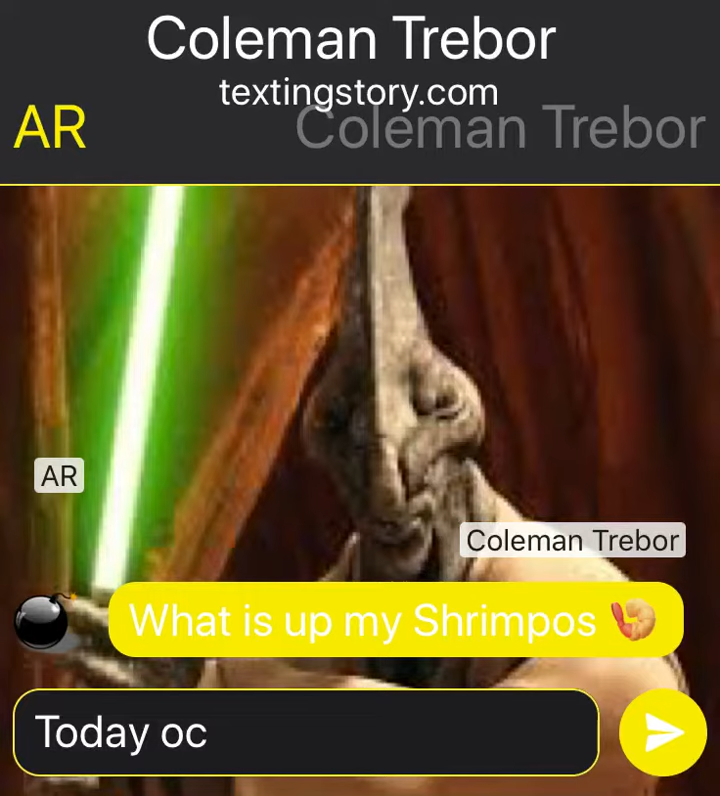 Coleman Trebor
textingstory.com
AR Coleman Trebor
AR
Coleman Trebor
What is up my Shrimpos 🍤
Today oc